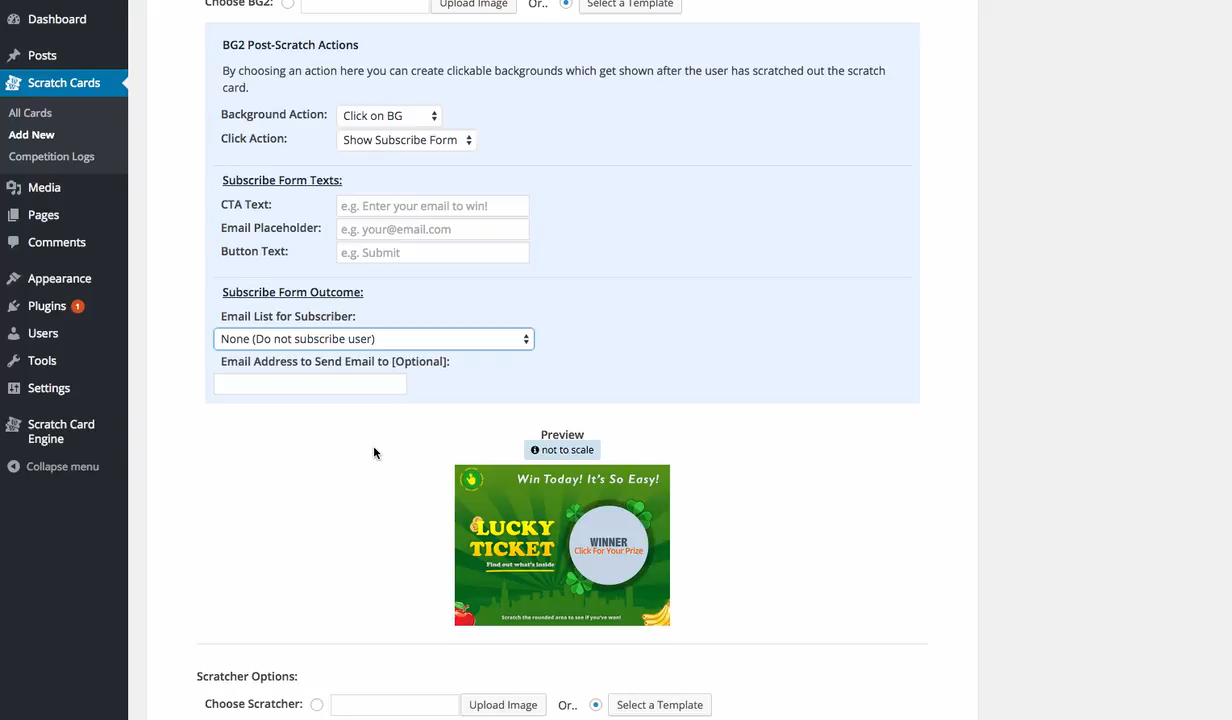 Dashboard
Posts
Scratch Cards
All Cards
Add New
Competition Logs
Media
Pages
Comments
Appearance
Plugins 1
Users
Tools
Settings
Scratch Card
Engine
Collapse menu
Choose BG2: Upload Image Or.. Select a Template
BG2 Post-Scratch Actions
By choosing an action here you can create clickable backgrounds which get shown after the user has scratched out the scratch
card.
Background Action: Click on BG
Click Action: Show Subscribe Form
Subscribe Form Texts:
CTA Text: e.g. Enter your email to win!
Email Placeholder: e.g. your@email.com
Button Text: e.g. Submit
Subscribe Form Outcome:
Email List for Subscriber:
None (Do not subscribe user)
Email Address to Send Email to [Optional]:
Preview
not to scale
Win Today! It's So Easy!
LUCKY
TICKET
Find out what's inside
WINNER
Click For Your Prize
Scratch the rounded area to see if you've won!
Scratcher Options:
Choose Scratcher: Upload Image Or.. Select a Template